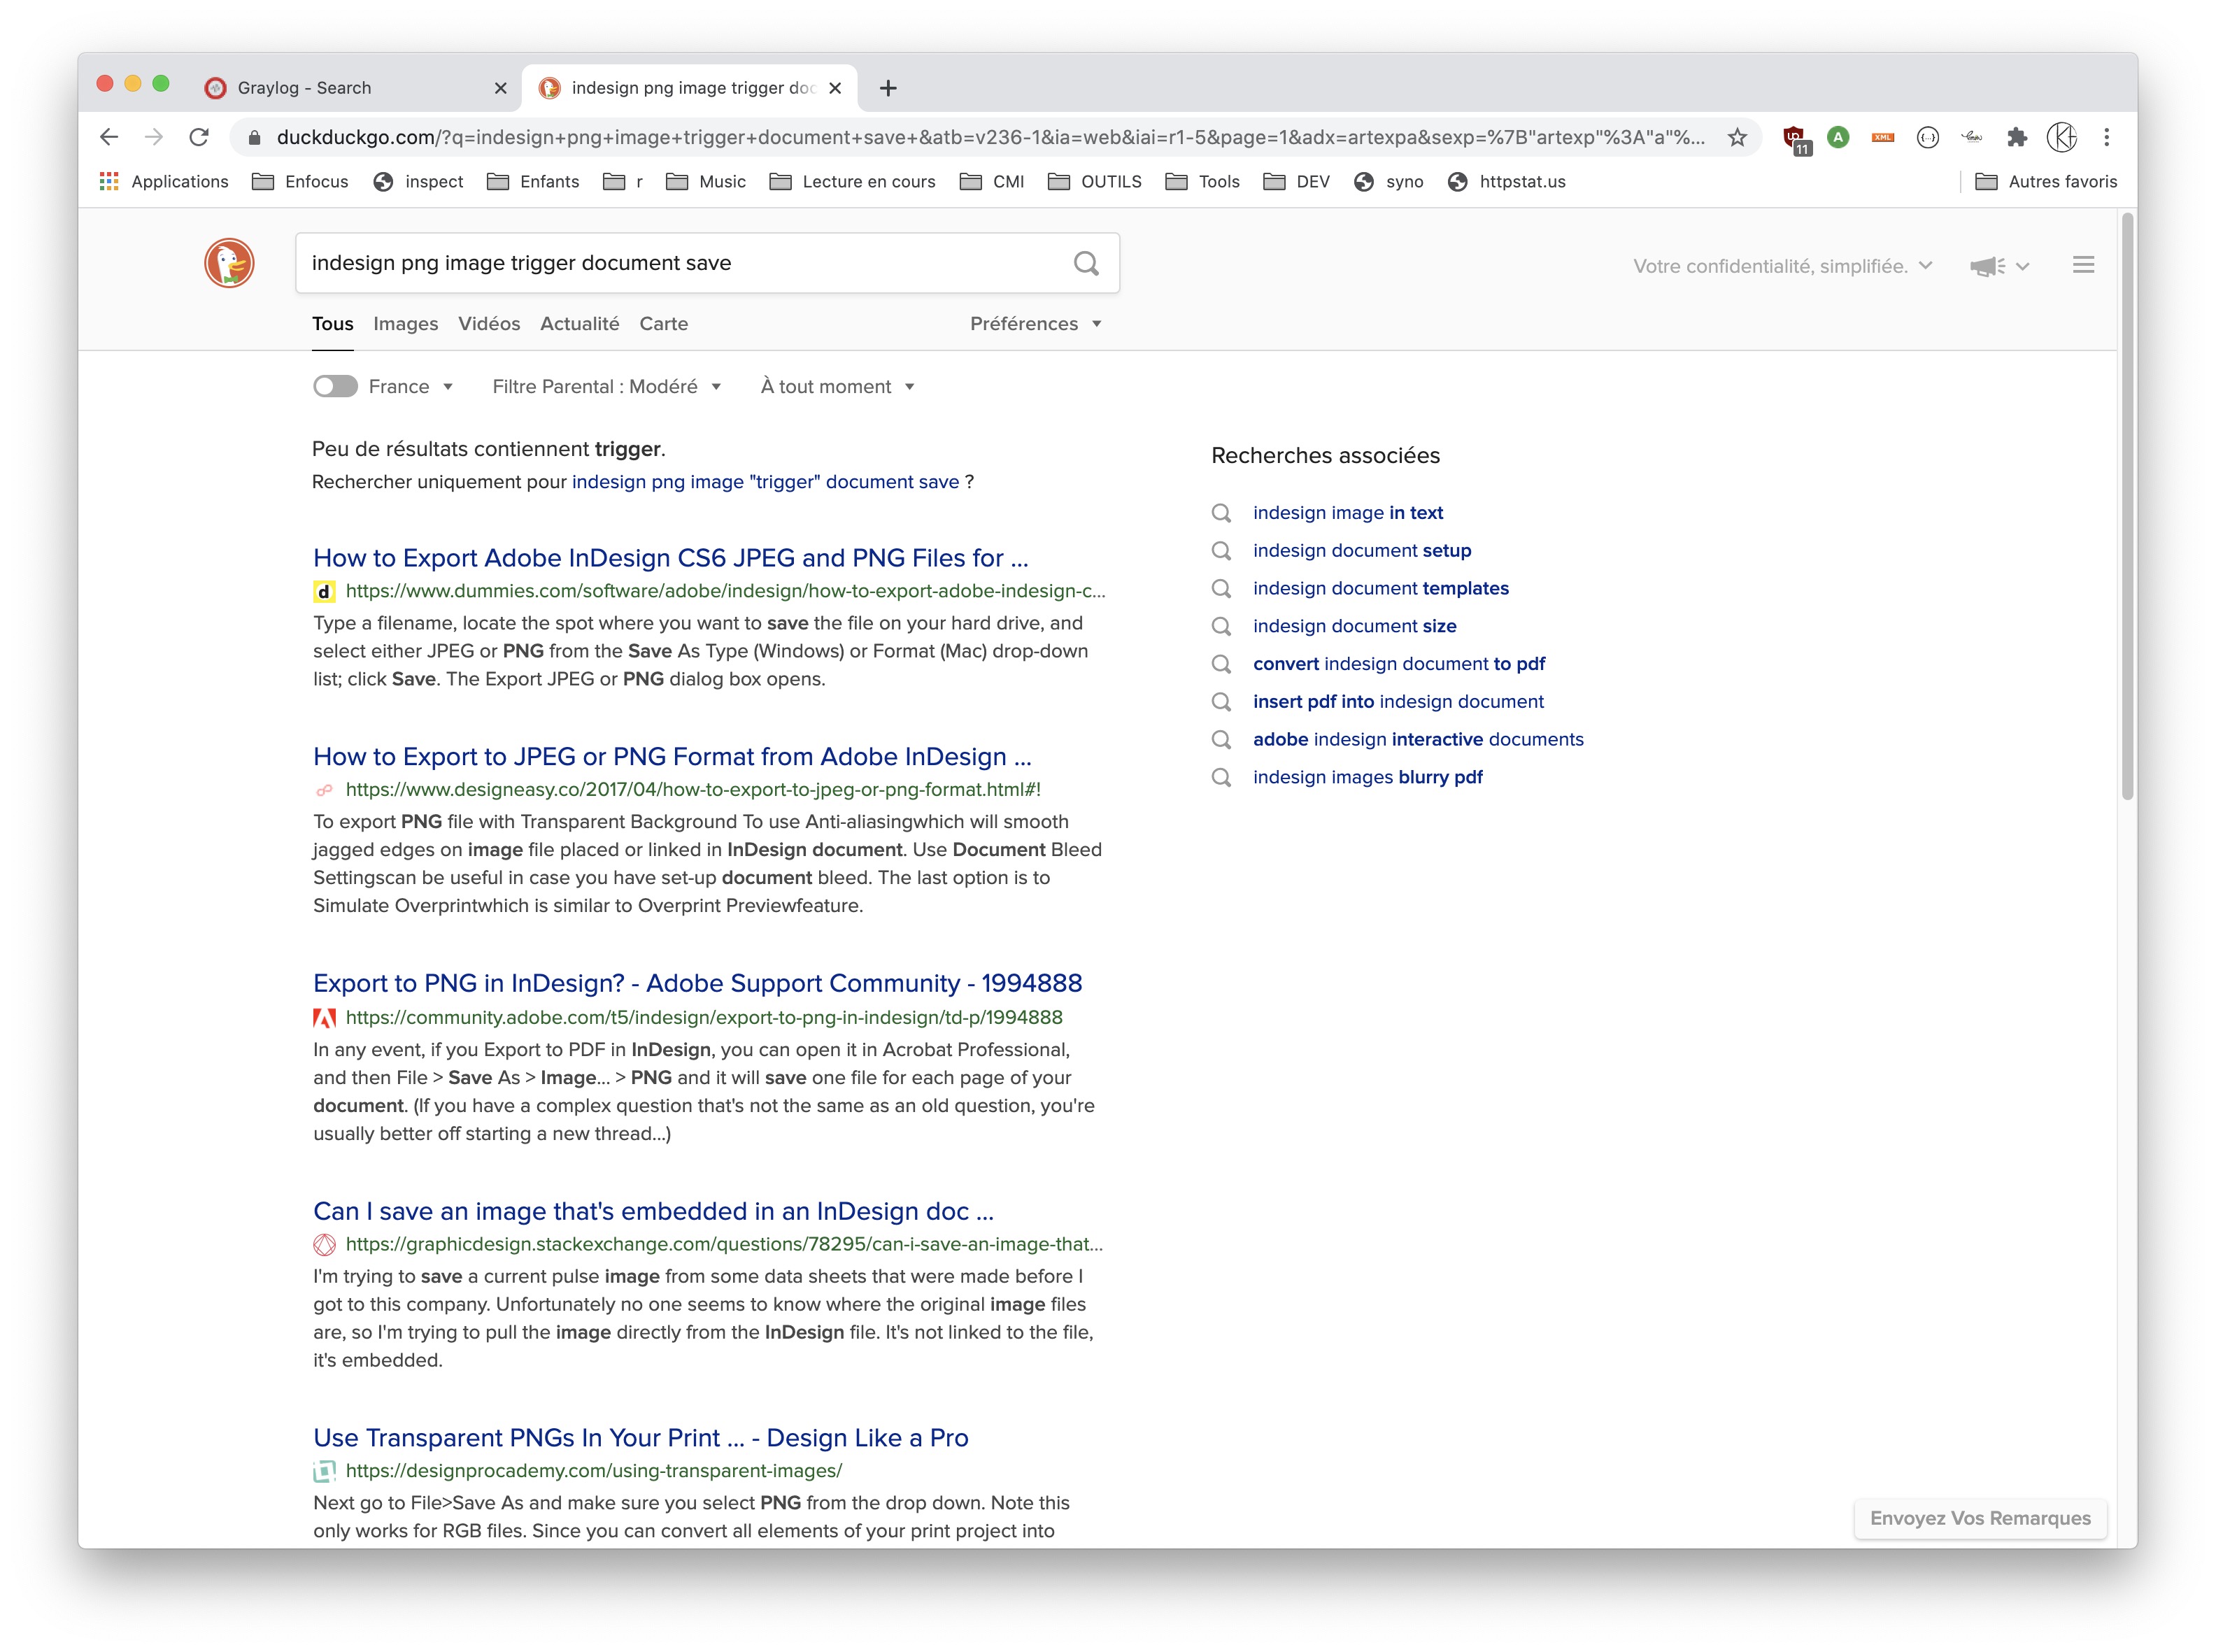 Graylog - Search
indesign png image trigger doc
duckduckgo.com/?q=indesign+png+image+trigger+document+save+&atb=v236-1&ia=web&iai=r1-5&page=1&adx=artexpa&sexp=%7B"artexp"%3A"a"%...
11
A
XML
Applications Enfocus inspect Enfants r Music Lecture en cours CMI OUTILS Tools DEV syno httpstat.us Autres favoris
indesign png image trigger document save
Votre confidentialité, simplifiée.
Tous Images Vidéos Actualité Carte Préférences
France Filtre Parental : Modéré À tout moment
Peu de résultats contiennent trigger.
Rechercher uniquement pour indesign png image "trigger" document save ?
How to Export Adobe InDesign CS6 JPEG and PNG Files for ...
d https://www.dummies.com/software/adobe/indesign/how-to-export-adobe-indesign-c...
Type a filename, locate the spot where you want to save the file on your hard drive, and
select either JPEG or PNG from the Save As Type (Windows) or Format (Mac) drop-down
list; click Save. The Export JPEG or PNG dialog box opens.
How to Export to JPEG or PNG Format from Adobe InDesign ...
https://www.designeasy.co/2017/04/how-to-export-to-jpeg-or-png-format.html#!
To export PNG file with Transparent Background To use Anti-aliasingwhich will smooth
jagged edges on image file placed or linked in InDesign document. Use Document Bleed
Settingscan be useful in case you have set-up document bleed. The last option is to
Simulate Overprintwhich is similar to Overprint Previewfeature.
Export to PNG in InDesign? - Adobe Support Community - 1994888
https://community.adobe.com/t5/indesign/export-to-png-in-indesign/td-p/1994888
In any event, if you Export to PDF in InDesign, you can open it in Acrobat Professional,
and then File > Save As > Image... > PNG and it will save one file for each page of your
document. (If you have a complex question that's not the same as an old question, you're
usually better off starting a new thread...)
Can I save an image that's embedded in an InDesign doc ...
https://graphicdesign.stackexchange.com/questions/78295/can-i-save-an-image-that...
I'm trying to save a current pulse image from some data sheets that were made before I
got to this company. Unfortunately no one seems to know where the original image files
are, so I'm trying to pull the image directly from the InDesign file. It's not linked to the file,
it's embedded.
Use Transparent PNGs In Your Print ... - Design Like a Pro
https://designprocademy.com/using-transparent-images/
Next go to File>Save As and make sure you select PNG from the drop down. Note this
only works for RGB files. Since you can convert all elements of your print project into
Recherches associées
indesign image in text
indesign document setup
indesign document templates
indesign document size
convert indesign document to pdf
insert pdf into indesign document
adobe indesign interactive documents
indesign images blurry pdf
Envoyez Vos Remarques